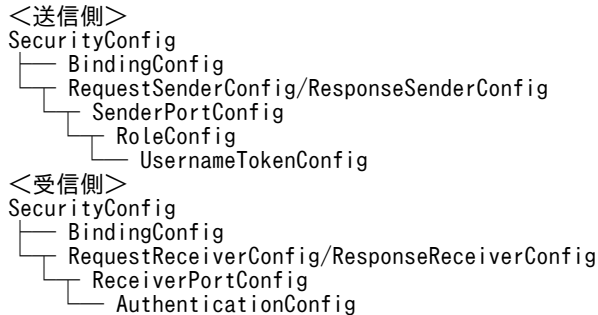 ＜送信側＞
SecurityConfig
BindingConfig
RequestSenderConfig/ResponseSenderConfig
SenderPortConfig
RoleConfig
UsernameTokenConfig
＜受信側＞
SecurityConfig
BindingConfig
RequestReceiverConfig/ResponseReceiverConfig
ReceiverPortConfig
AuthenticationConfig